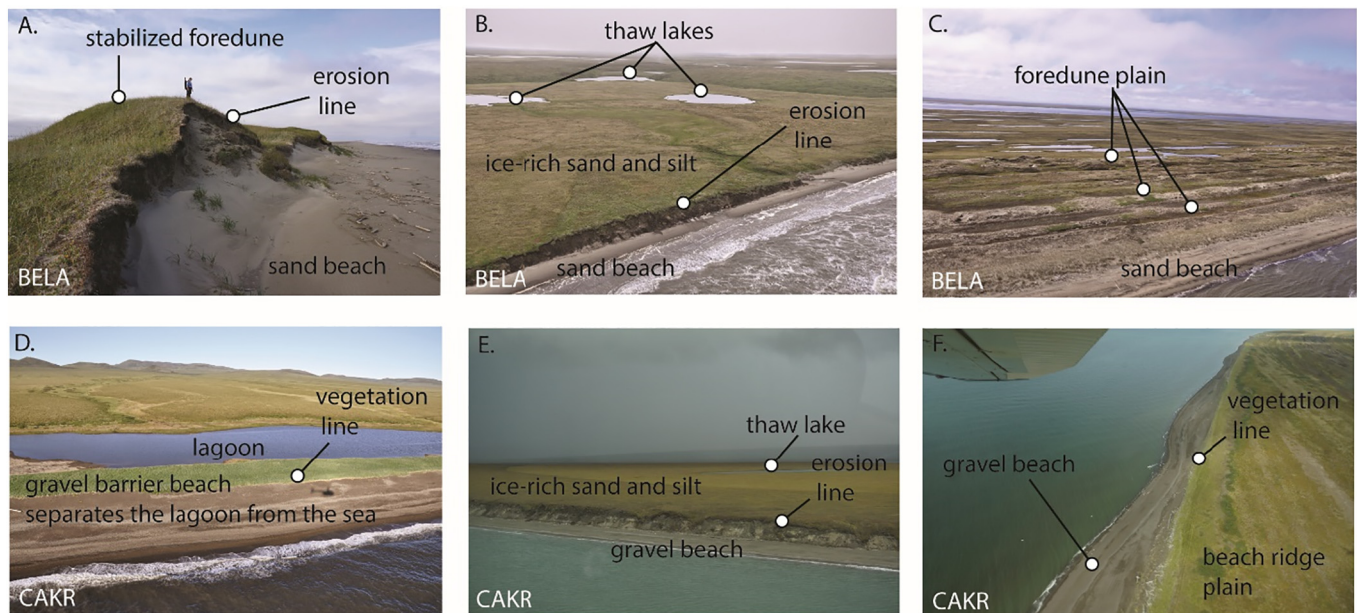 A.
stabilized foredune
erosion
line
sand beach
BELA
B.
thaw lakes
erosion
line
ice-rich sand and silt
sand beach
BELA
C.
foredune plain
sand beach
BELA
D.
vegetation
line
lagoon
gravel barrier beach
separates the lagoon from the sea
CAKR
E.
thaw lake
erosion
line
ice-rich sand and silt
gravel beach
CAKR
F.
vegetation
line
gravel beach
beach ridge
plain
CAKR